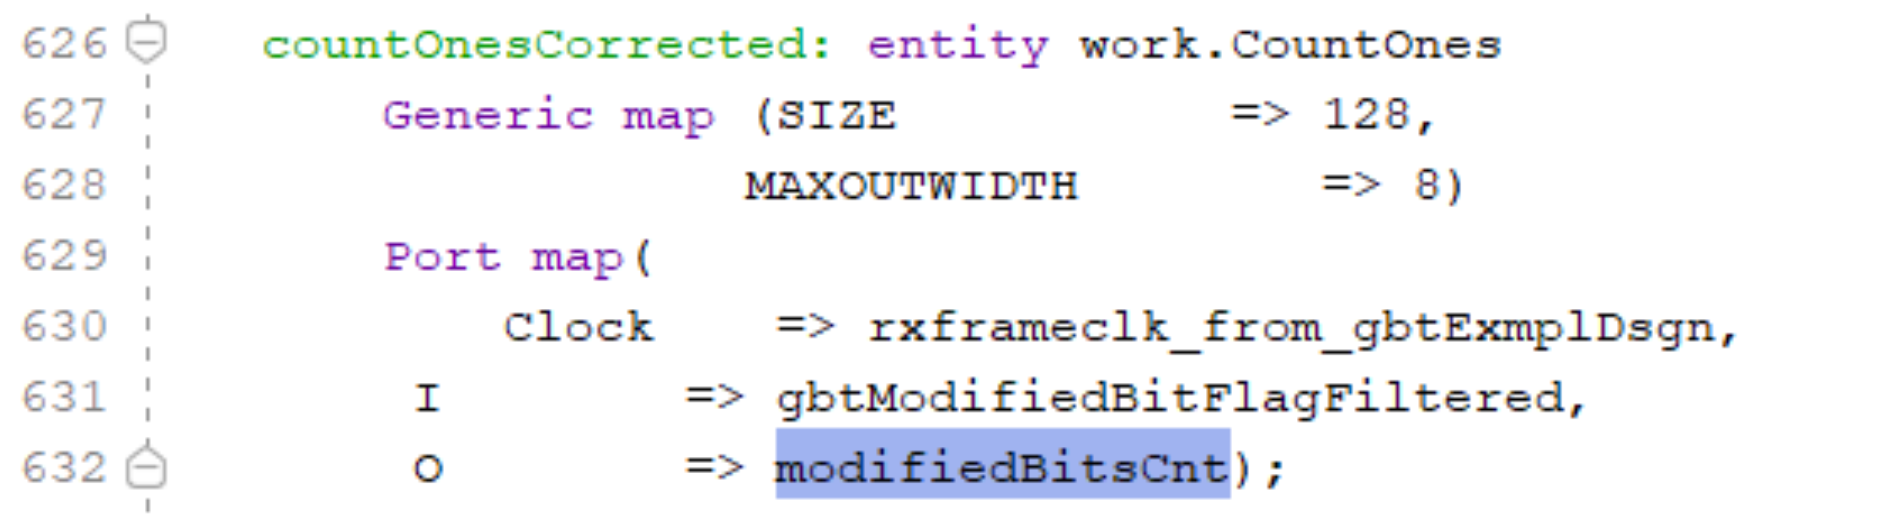 626 countOnesCorrected: entity work.CountOnes
627 Generic map (SIZE => 128,
628 MAXOUTWIDTH => 8)
629 Port map(
630 Clock => rxframeclk_from_gbtExmplDsgn,
631 I => gbtModifiedBitFlagFiltered,
632 O => modifiedBitsCnt);